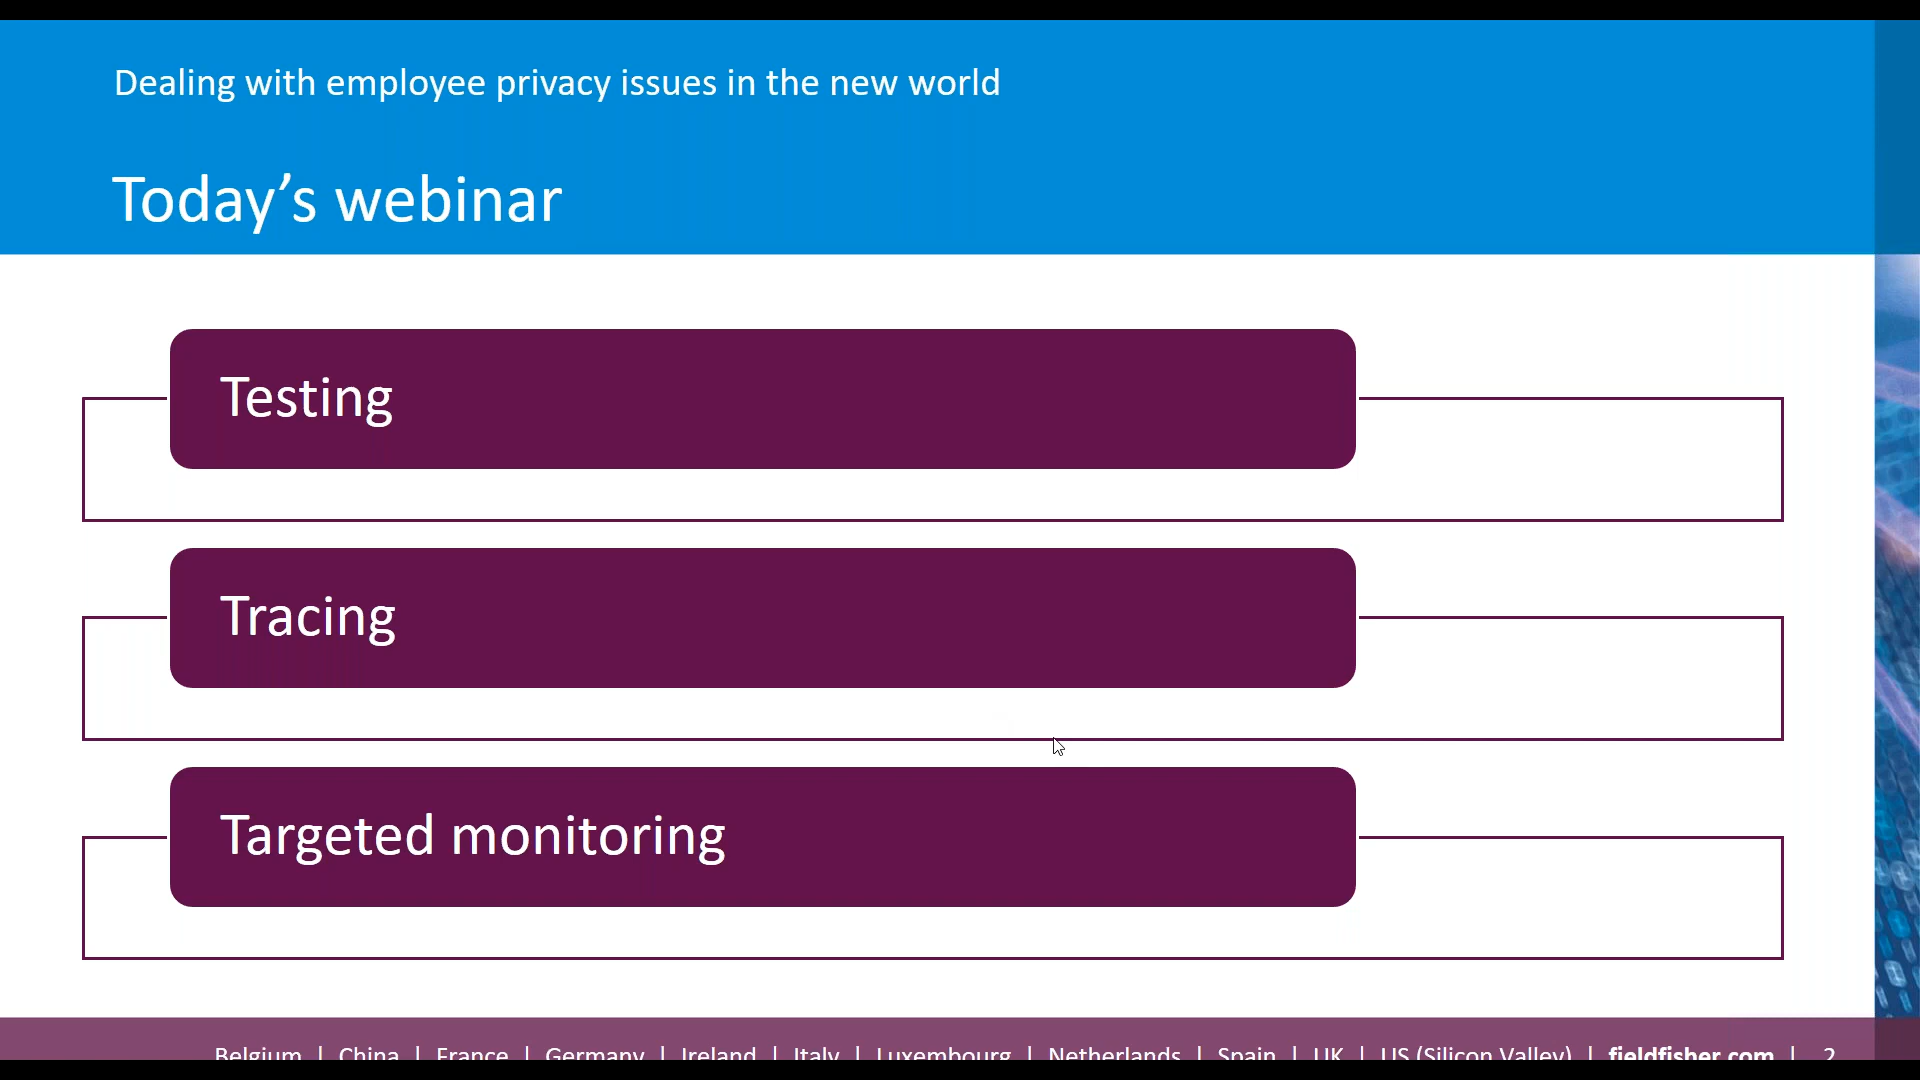 Dealing with employee privacy issues in the new world
Today’s webinar
Testing
Tracing
Targeted monitoring
Belgium | China | France | Germany | Ireland | Italy | Luxembourg | Netherlands | Spain | UK | US (Silicon Valley) | fieldfisher.com | 2